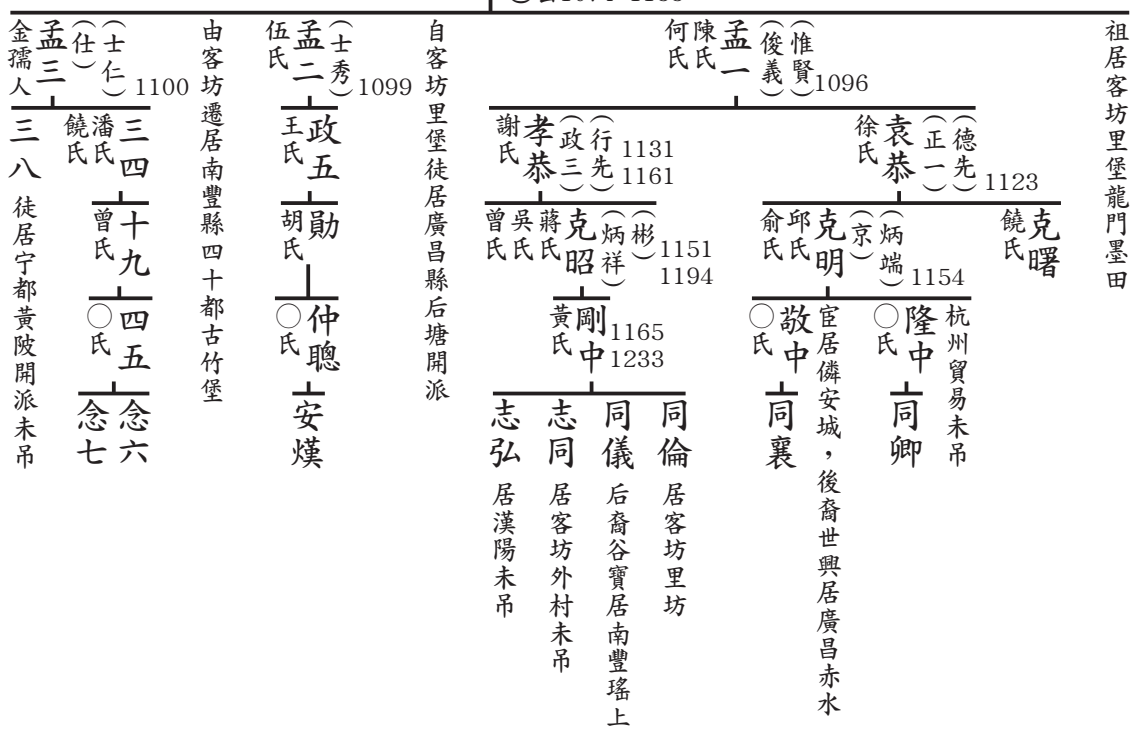 祖居客坊里堡龍門墨田
孟一
(惟賢)
(俊義)
1096
陳氏
何氏
袁恭
(德先)
(正一)
1123
徐氏
克曙
饒氏
克明
(炳端)
(京)
1154
邱氏
俞氏
隆中
○氏
杭州貿易未吊
同卿
敬中
○氏
宦居僯安城，後裔世興居廣昌赤水
同襄
孝恭
(行先)
(政三)
1131
1161
謝氏
克昭
(彬)
(炳祥)
1151
1194
蔣氏
吳氏
曾氏
剛中
1165
1233
黃氏
同倫 居客坊里坊
同儀 后裔谷寶居南豐瑤上
志同 居客坊外村未吊
志弘 居漢陽未吊
自客坊里堡徒居廣昌縣后塘開派
孟二
(士秀)
1099
伍氏
政五
王氏
勛
胡氏
仲聰
○氏
安熯
由客坊遷居南豐縣四十都古竹堡
孟三
(士仁)
(仕)
1100
金孺人
三四
潘氏
饒氏
十九
曾氏
四五
○氏
念六
念七
三八 徒居宁都黃陂開派未吊